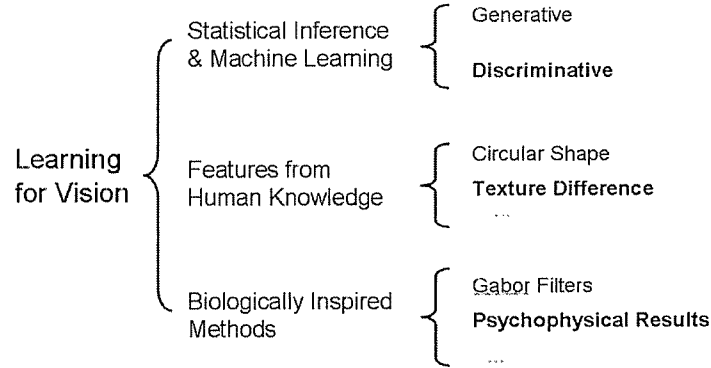 Learning
for Vision
Statistical Inference
& Machine Learning
Generative
Discriminative
Features from
Human Knowledge
Circular Shape
Texture Difference
...
Biologically Inspired
Methods
Gabor Filters
Psychophysical Results
...